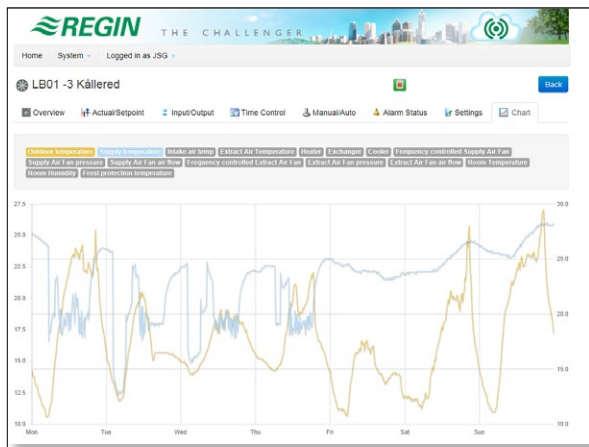 REGIN THE CHALLENGER
Home System Logged in as JSG
LB01 -3 Kållered Back
Overview Actual/Setpoint Input/Output Time Control Manual/Auto Alarm Status Settings Chart
Outdoor temperature Supply temperature Intake air temp Extract Air Temperature Heater Exchanger Cooler Frequency controlled Supply Air Fan
Supply Air Fan pressure Supply Air Fan air flow Frequency controlled Extract Air Fan Extract Air Fan pressure Extract Air Fan air flow Room Temperature
Room Humidity Frost protection temperature
27.5 30.0
25.0
25.0
22.5
20.0
20.0
17.5
15.0
15.0
12.5
10.0 10.0
Mon Tue Wed Thu Fri Sat Sun